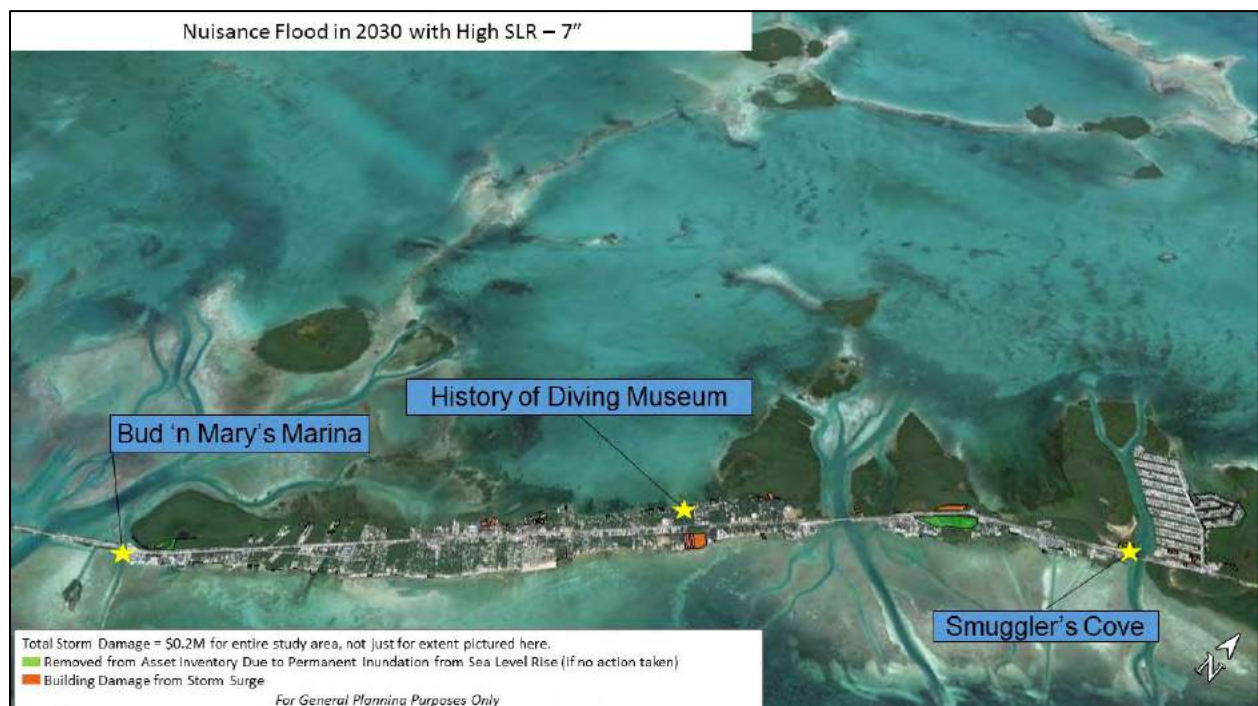 Nuisance Flood in 2030 with High SLR – 7”
History of Diving Museum
Bud ‘n Mary’s Marina
Smuggler’s Cove
Total Storm Damage = $0.2M for entire study area, not just for extent pictured here.
Removed from Asset Inventory Due to Permanent Inundation from Sea Level Rise (if no action taken)
Building Damage from Storm Surge
For General Planning Purposes Only
N